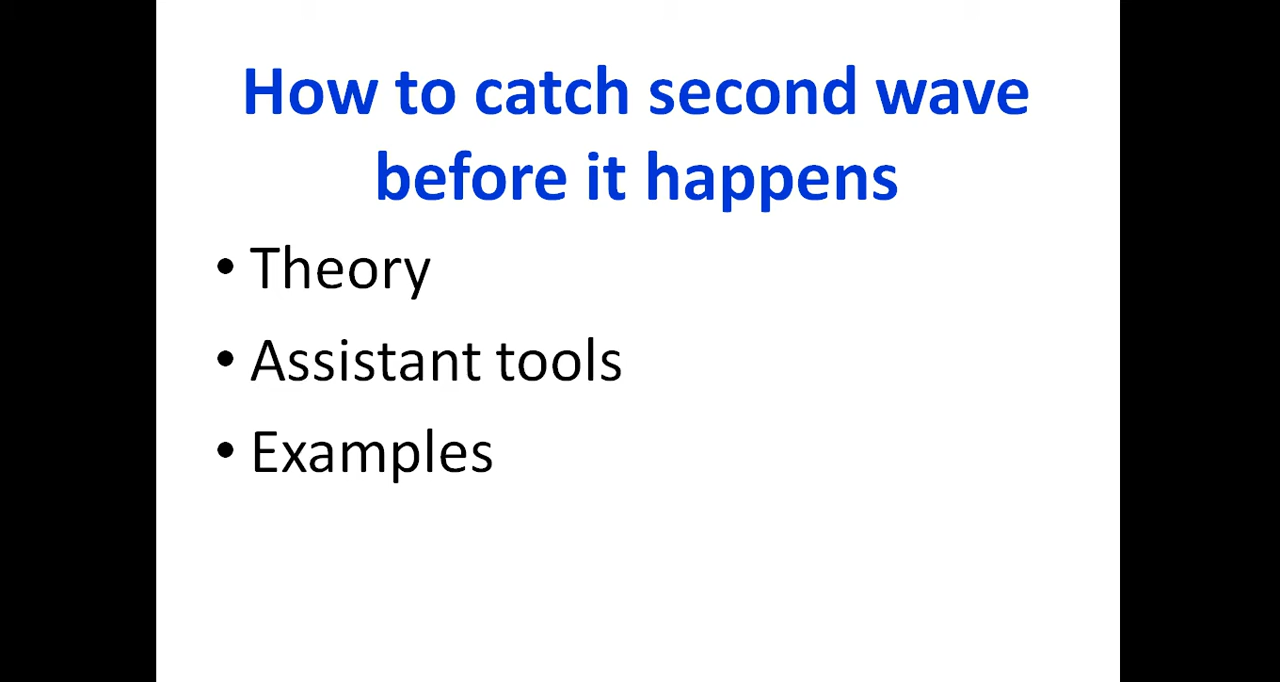 How to catch second wave
before it happens
• Theory
• Assistant tools
• Examples